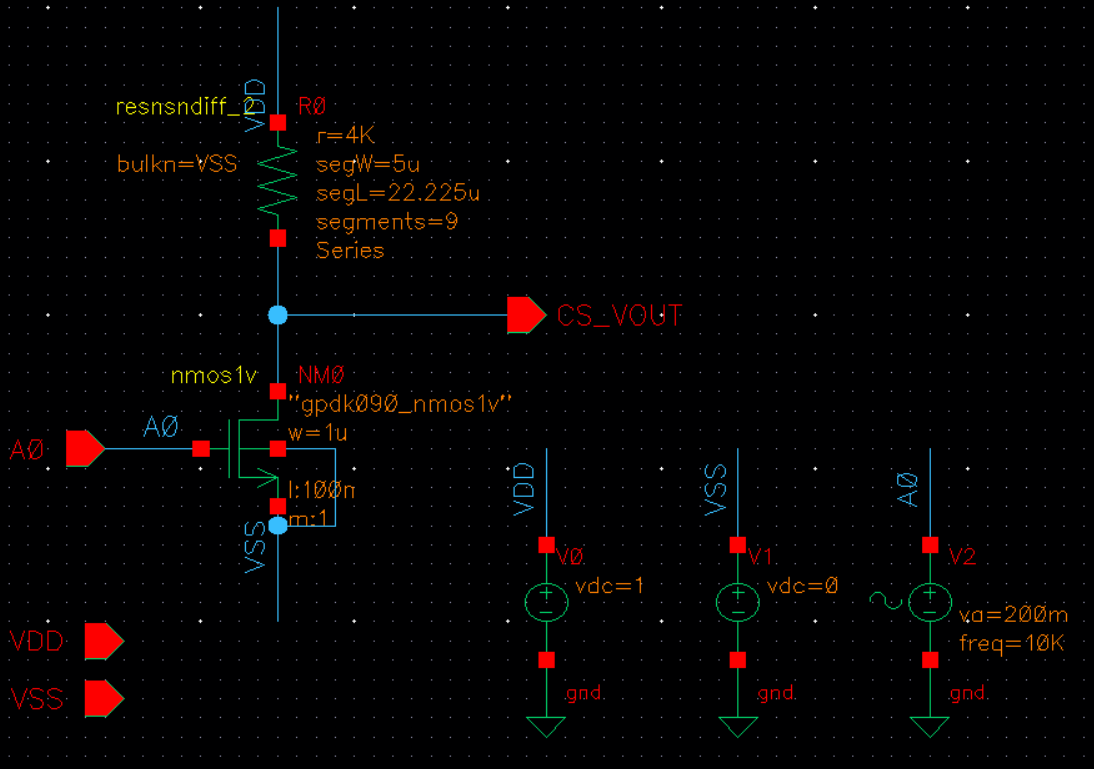 VDD
resnsndiff_2
R0
r=4K
bulkn=VSS
segW=5u
segL=22.225u
segments=9
Series
CS_VOUT
nmos1v
NM0
"gpdk090_nmos1v"
w=1u
A0
A0
l:100n
m:1
VSS
VDD
VSS
A0
V0
vdc=1
V1
vdc=0
V2
va=200m
freq=10K
VDD
VSS
gnd
gnd
gnd